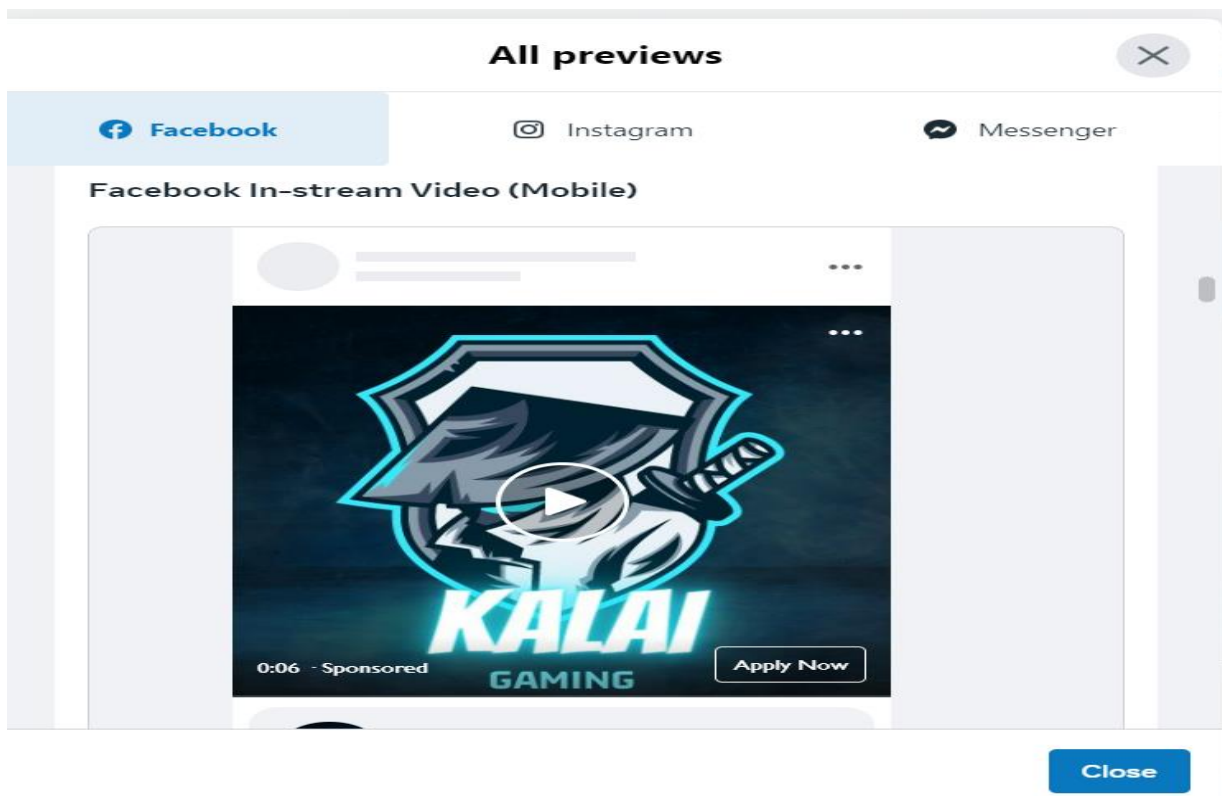 All previews
Facebook
Instagram
Messenger
Facebook In-stream Video (Mobile)
KALAI
GAMING
0:06 · Sponsored
Apply Now
Close